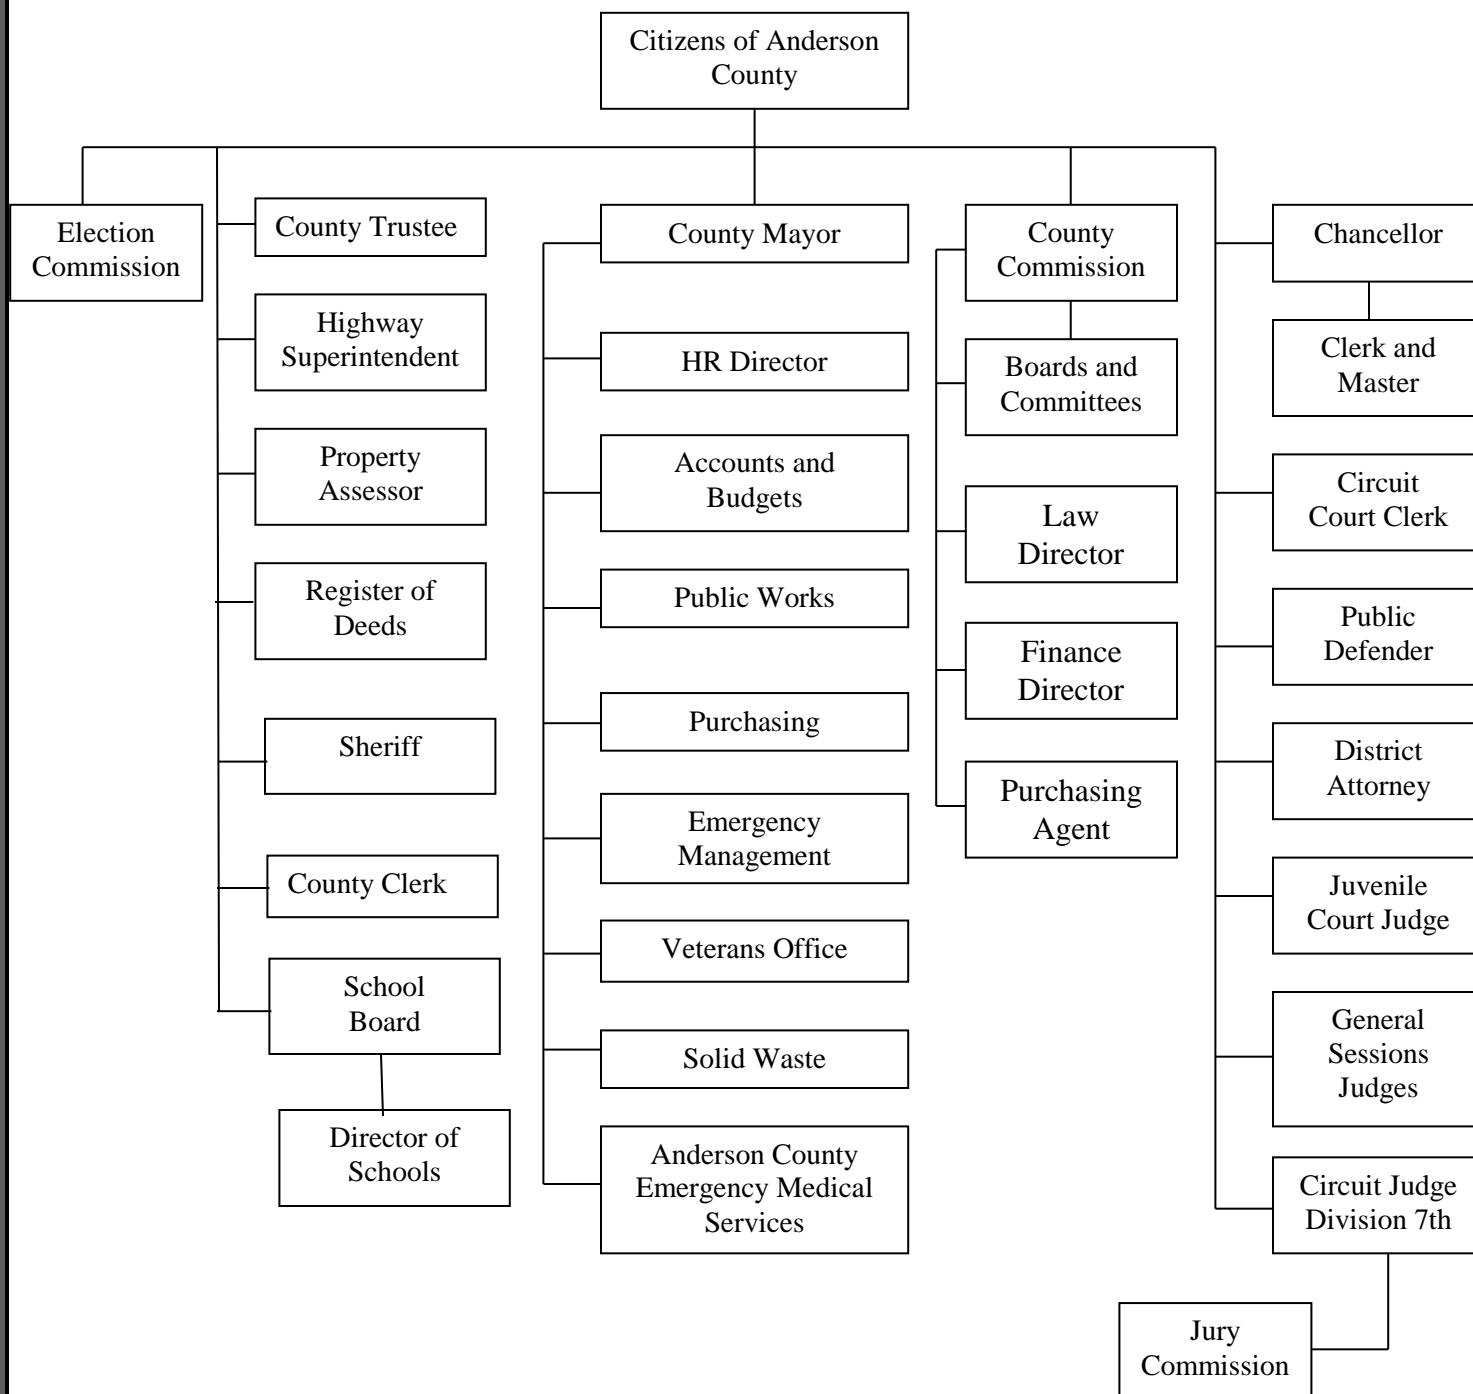 Citizens of Anderson
County
Election
Commission
County Trustee
Highway
Superintendent
Property
Assessor
Register of
Deeds
Sheriff
County Clerk
School
Board
Director of
Schools
County Mayor
HR Director
Accounts and
Budgets
Public Works
Purchasing
Emergency
Management
Veterans Office
Solid Waste
Anderson County
Emergency Medical
Services
County
Commission
Boards and
Committees
Law
Director
Finance
Director
Purchasing
Agent
Chancellor
Clerk and
Master
Circuit
Court Clerk
Public
Defender
District
Attorney
Juvenile
Court Judge
General
Sessions
Judges
Circuit Judge
Division 7th
Jury
Commission